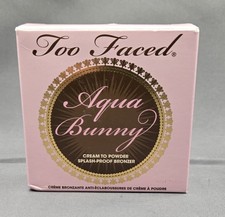 Too Faced®
Aqua
Bunny
CREAM TO POWDER
SPLASH-PROOF BRONZER
CRÈME BRONZANTE ANTI-ÉCLABOUSSURES DE CRÈME À POUDRE